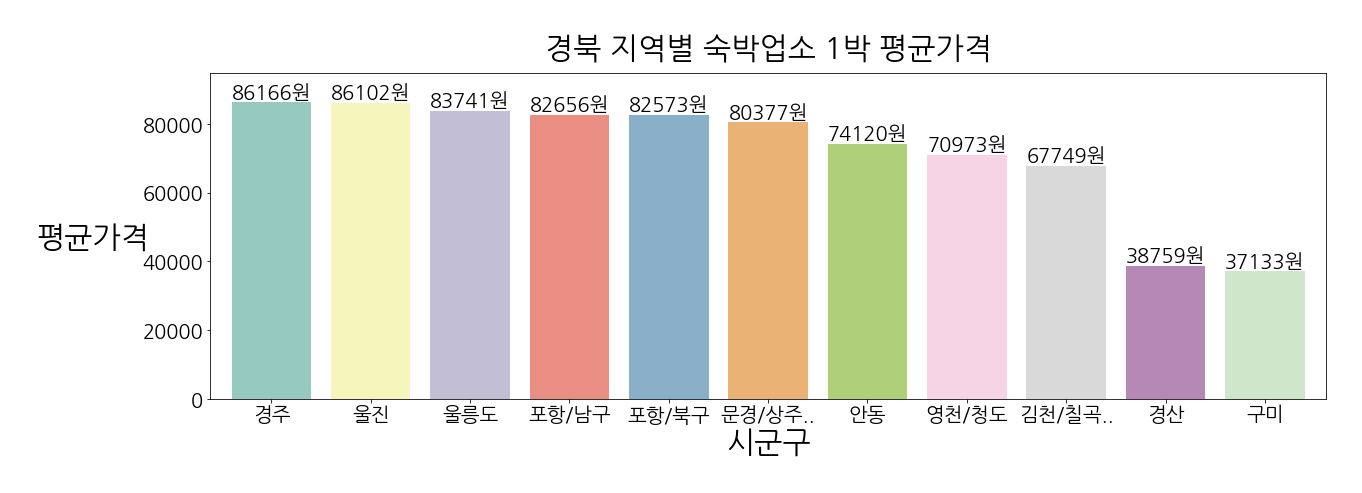 경북 지역별 숙박업소 1박 평균가격
86166원 86102원 83741원 82656원 82573원 80377원 74120원 70973원 67749원 38759원 37133원
80000
60000
평균가격
40000
20000
0
경주 울진 울릉도 포항/남구 포항/북구 문경/상주.. 안동 영천/청도 김천/칠곡.. 경산 구미
시군구